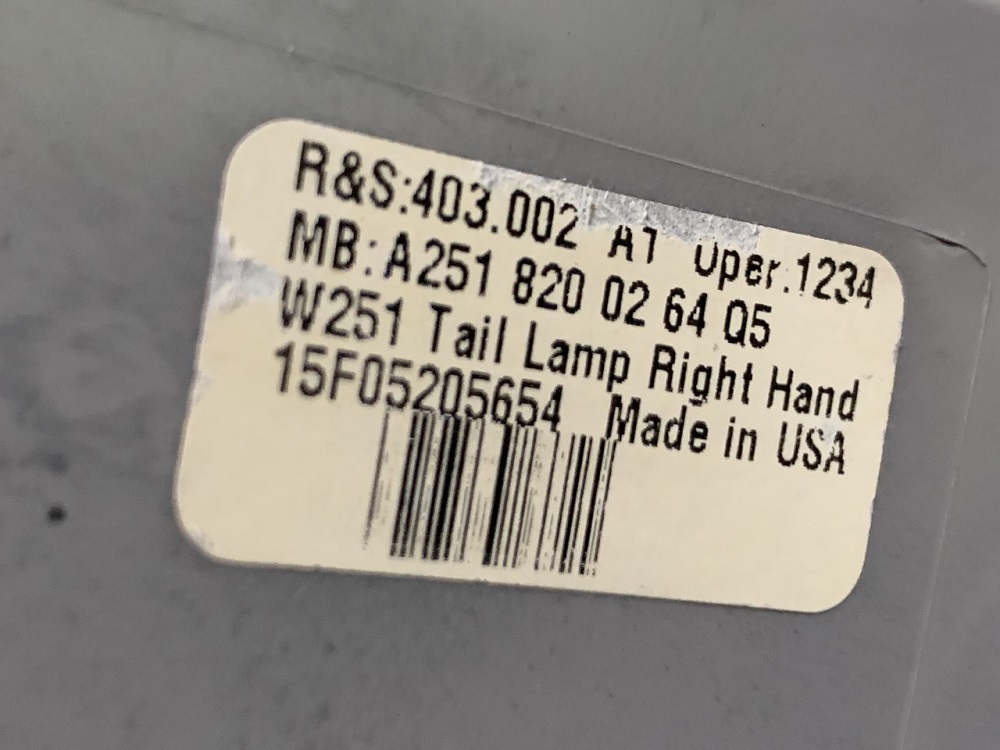 R&S:403.002 AT Oper.1234
MB:A251 820 02 64 Q5
W251 Tail Lamp Right Hand
15F05205654 Made in USA